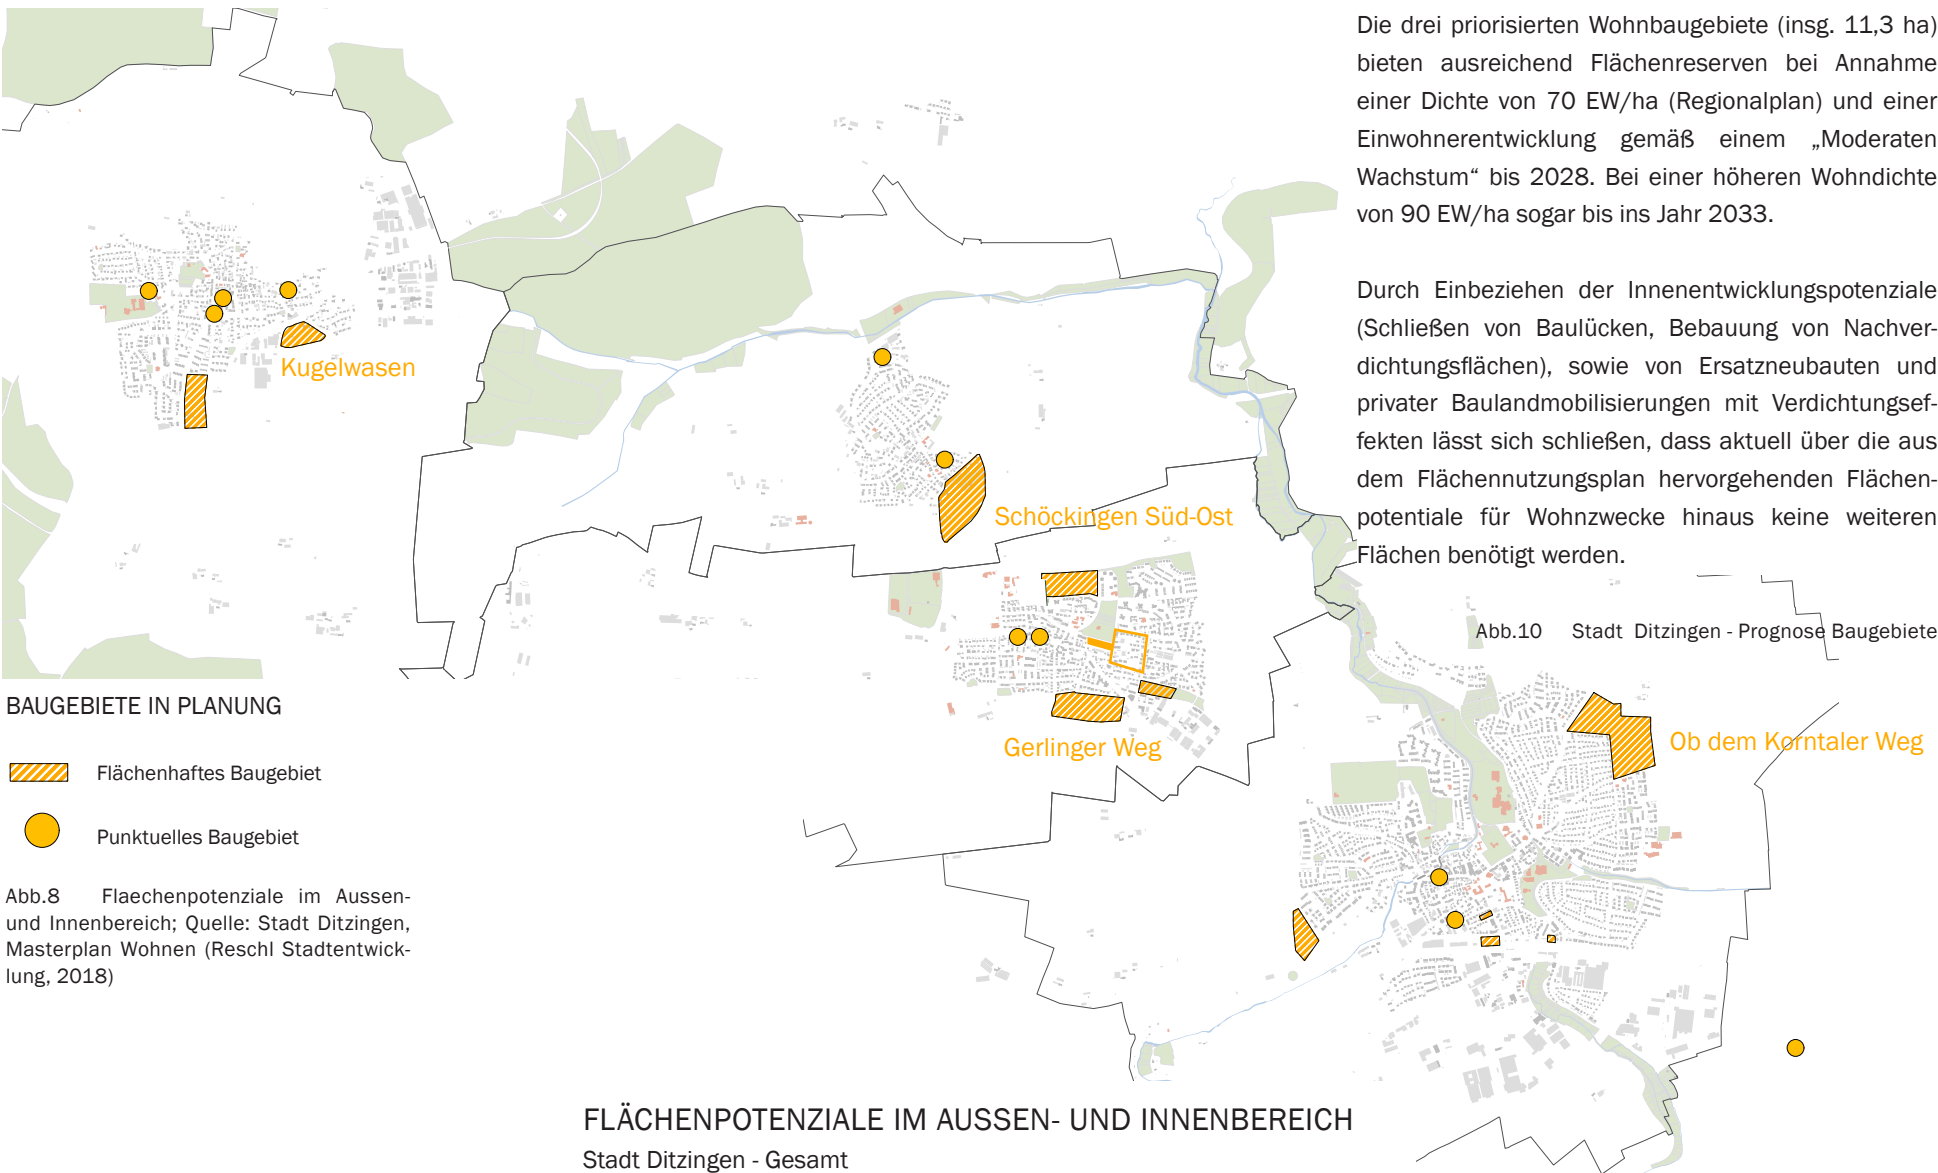 Die drei priorisierten Wohnbaugebiete (insg. 11,3 ha)
bieten ausreichend Flächenreserven bei Annahme
einer Dichte von 70 EW/ha (Regionalplan) und einer
Einwohnerentwicklung gemäß einem „Moderaten
Wachstum“ bis 2028. Bei einer höheren Wohndichte
von 90 EW/ha sogar bis ins Jahr 2033.
Durch Einbeziehen der Innenentwicklungspotenziale
(Schließen von Baulücken, Bebauung von Nachver-
dichtungsflächen), sowie von Ersatzneubauten und
privater Baulandmobilisierungen mit Verdichtungsef-
fekten lässt sich schließen, dass aktuell über die aus
dem Flächennutzungsplan hervorgehenden Flächen-
potentiale für Wohnzwecke hinaus keine weiteren
Flächen benötigt werden.
Abb.10 Stadt Ditzingen - Prognose Baugebiete
Kugelwasen
Schöckingen Süd-Ost
Gerlinger Weg
Ob dem Korntaler Weg
BAUGEBIETE IN PLANUNG
Flächenhaftes Baugebiet
Punktuelles Baugebiet
Abb.8 Flaechenpotenziale im Aussen-
und Innenbereich; Quelle: Stadt Ditzingen,
Masterplan Wohnen (Reschl Stadtentwick-
lung, 2018)
FLÄCHENPOTENZIALE IM AUSSEN- UND INNENBEREICH
Stadt Ditzingen - Gesamt